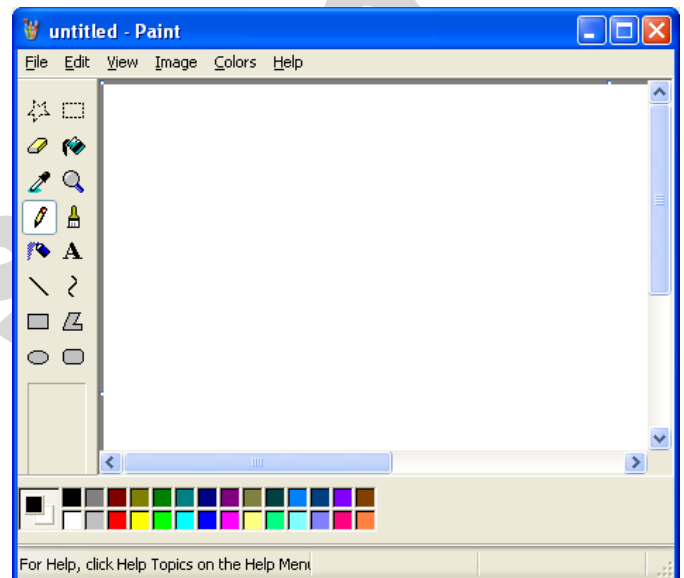 untitled - Paint
File Edit View Image Colors Help
A
For Help, click Help Topics on the Help Menu